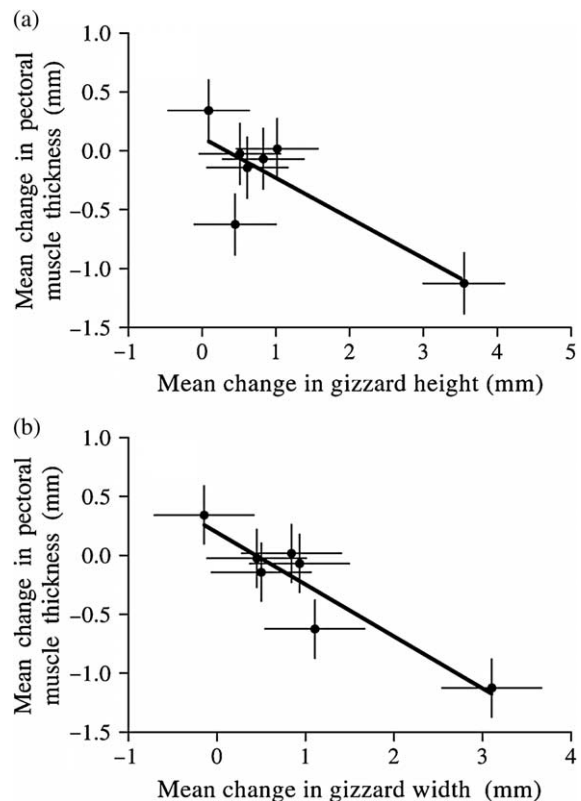 (a)
1.0
0.5
0.0
−0.5
−1.0
−1.5
Mean change in pectoral
muscle thickness (mm)
−1 0 1 2 3 4 5
Mean change in gizzard height (mm)
(b)
1.0
0.5
0.0
−0.5
−1.0
−1.5
Mean change in pectoral
muscle thickness (mm)
−1 0 1 2 3 4
Mean change in gizzard width (mm)